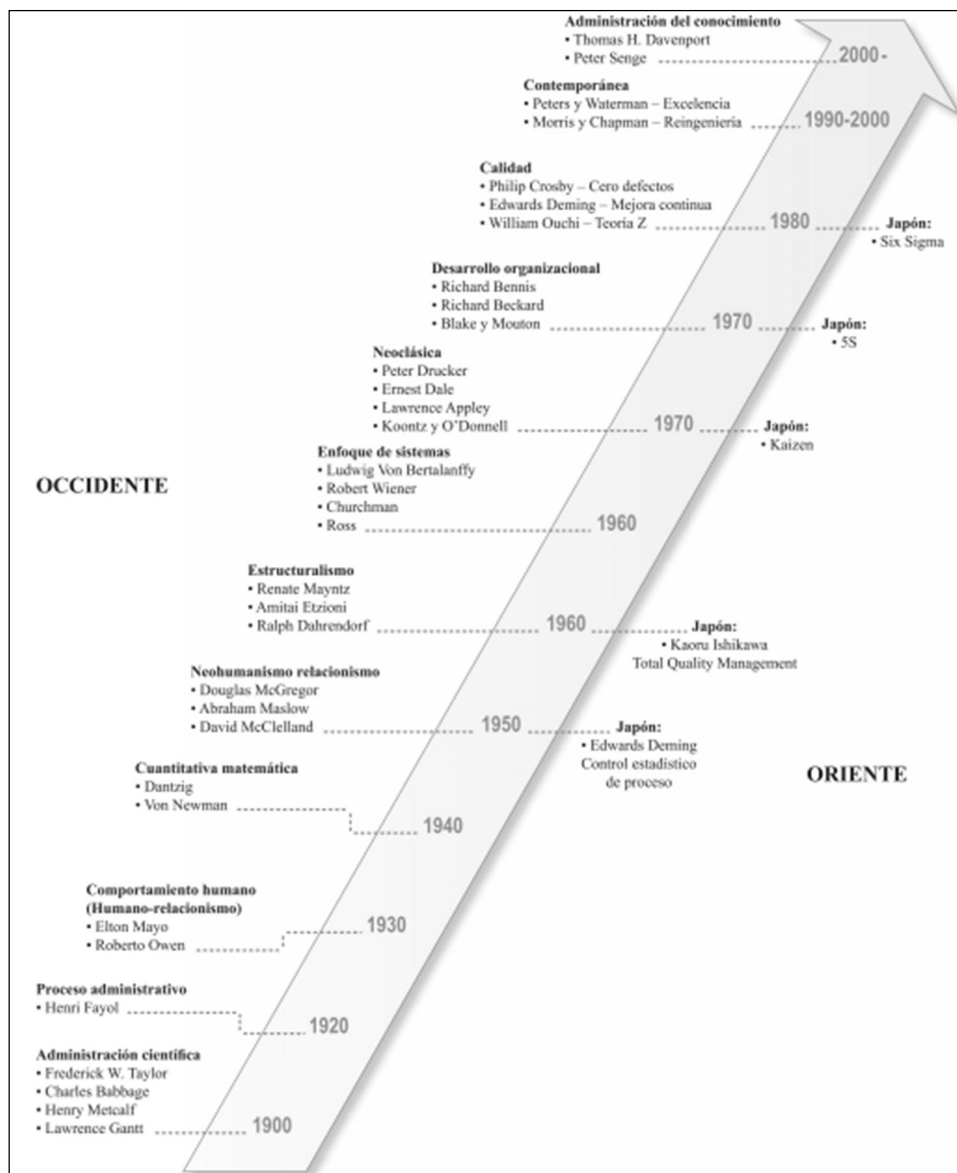 Administración del conocimiento
• Thomas H. Davenport
• Peter Senge
2000-
Contemporánea
• Peters y Waterman – Excelencia
• Morris y Chapman – Reingeniería
1990-2000
Calidad
• Philip Crosby – Cero defectos
• Edwards Deming – Mejora continua
• William Ouchi – Teoría Z
1980
Japón:
• Six Sigma
Desarrollo organizacional
• Richard Bennis
• Richard Beckard
• Blake y Mouton
1970
Japón:
• 5S
Neoclásica
• Peter Drucker
• Ernest Dale
• Lawrence Appley
• Koontz y O’Donnell
1970
Japón:
• Kaizen
Enfoque de sistemas
• Ludwig Von Bertalanffy
• Robert Wiener
• Churchman
• Ross
1960
OCCIDENTE
Estructuralismo
• Renate Mayntz
• Amitai Etzioni
• Ralph Dahrendorf
1960
Japón:
• Kaoru Ishikawa
Total Quality Management
Neohumanismo relacionismo
• Douglas McGregor
• Abraham Maslow
• David McClelland
1950
Japón:
• Edwards Deming
Control estadístico
de proceso
ORIENTE
Cuantitativa matemática
• Dantzig
• Von Newman
1940
Comportamiento humano
(Humano-relacionismo)
• Elton Mayo
• Roberto Owen
1930
Proceso administrativo
• Henri Fayol
1920
Administración científica
• Frederick W. Taylor
• Charles Babbage
• Henry Metcalf
• Lawrence Gantt
1900